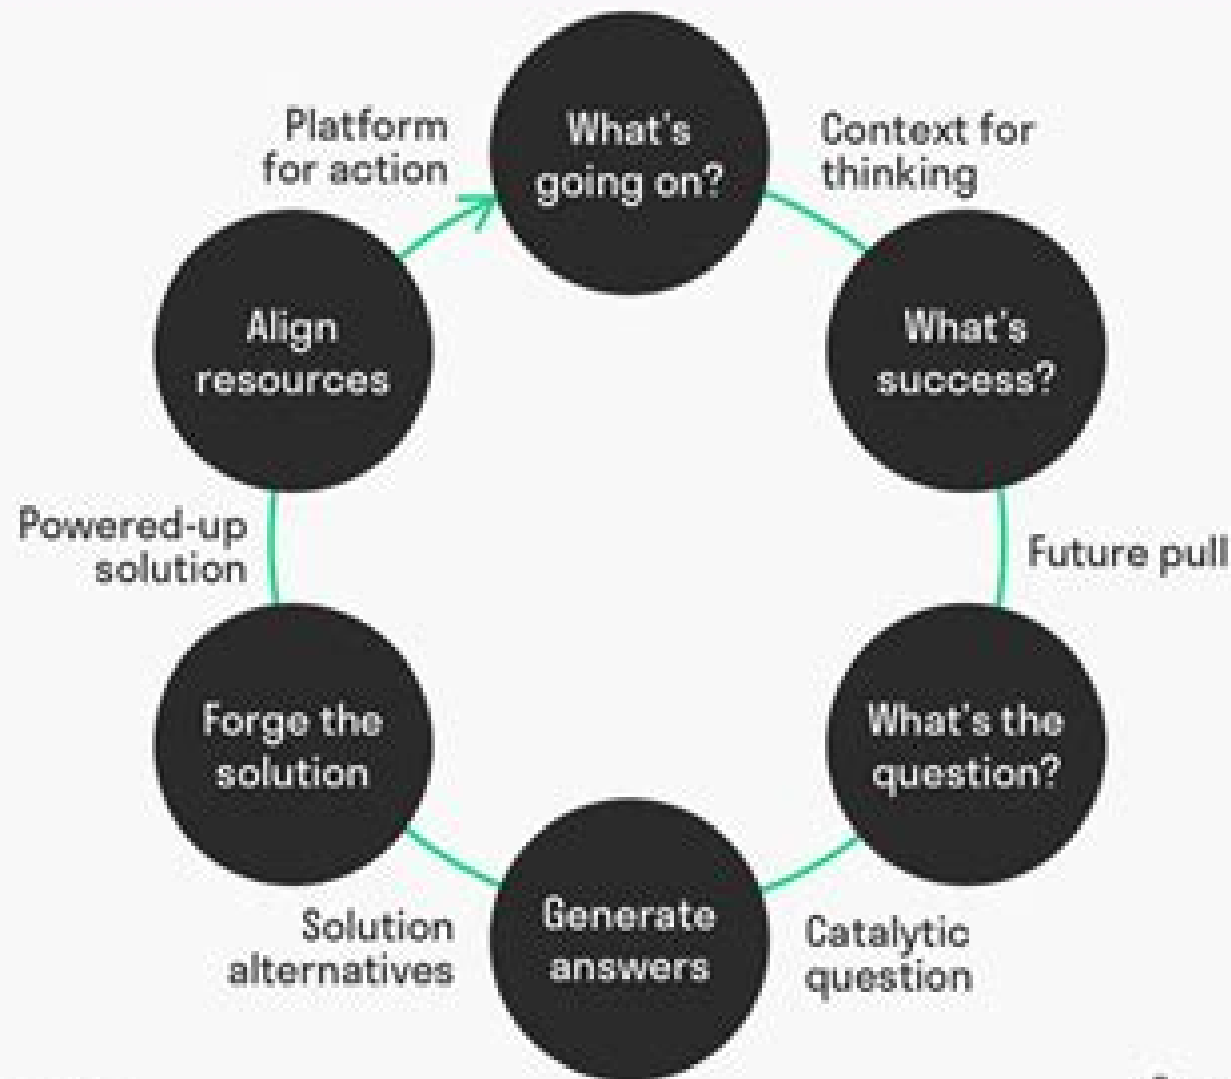 What's
going on?
Context for
thinking
What's
success?
Future pull
What's the
question?
Catalytic
question
Generate
answers
Solution
alternatives
Forge the
solution
Powered-up
solution
Align
resources
Platform
for action